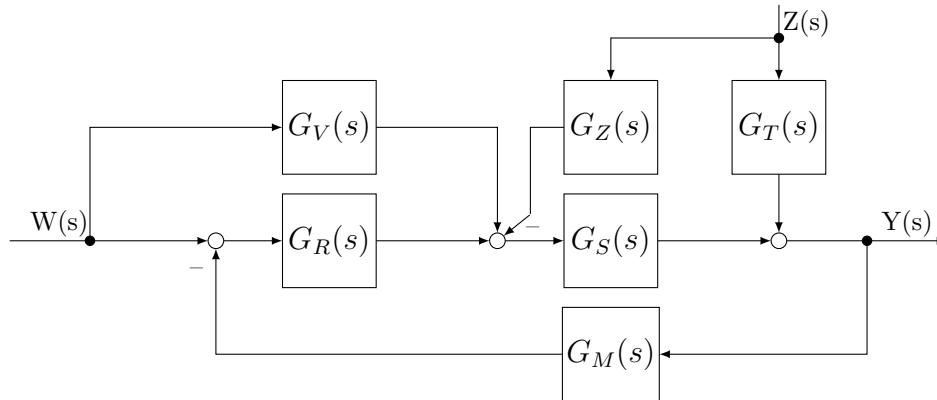 Z(s)
G_V(s)
G_Z(s)
G_T(s)
W(s)
G_R(s)
–
G_S(s)
Y(s)
–
G_M(s)